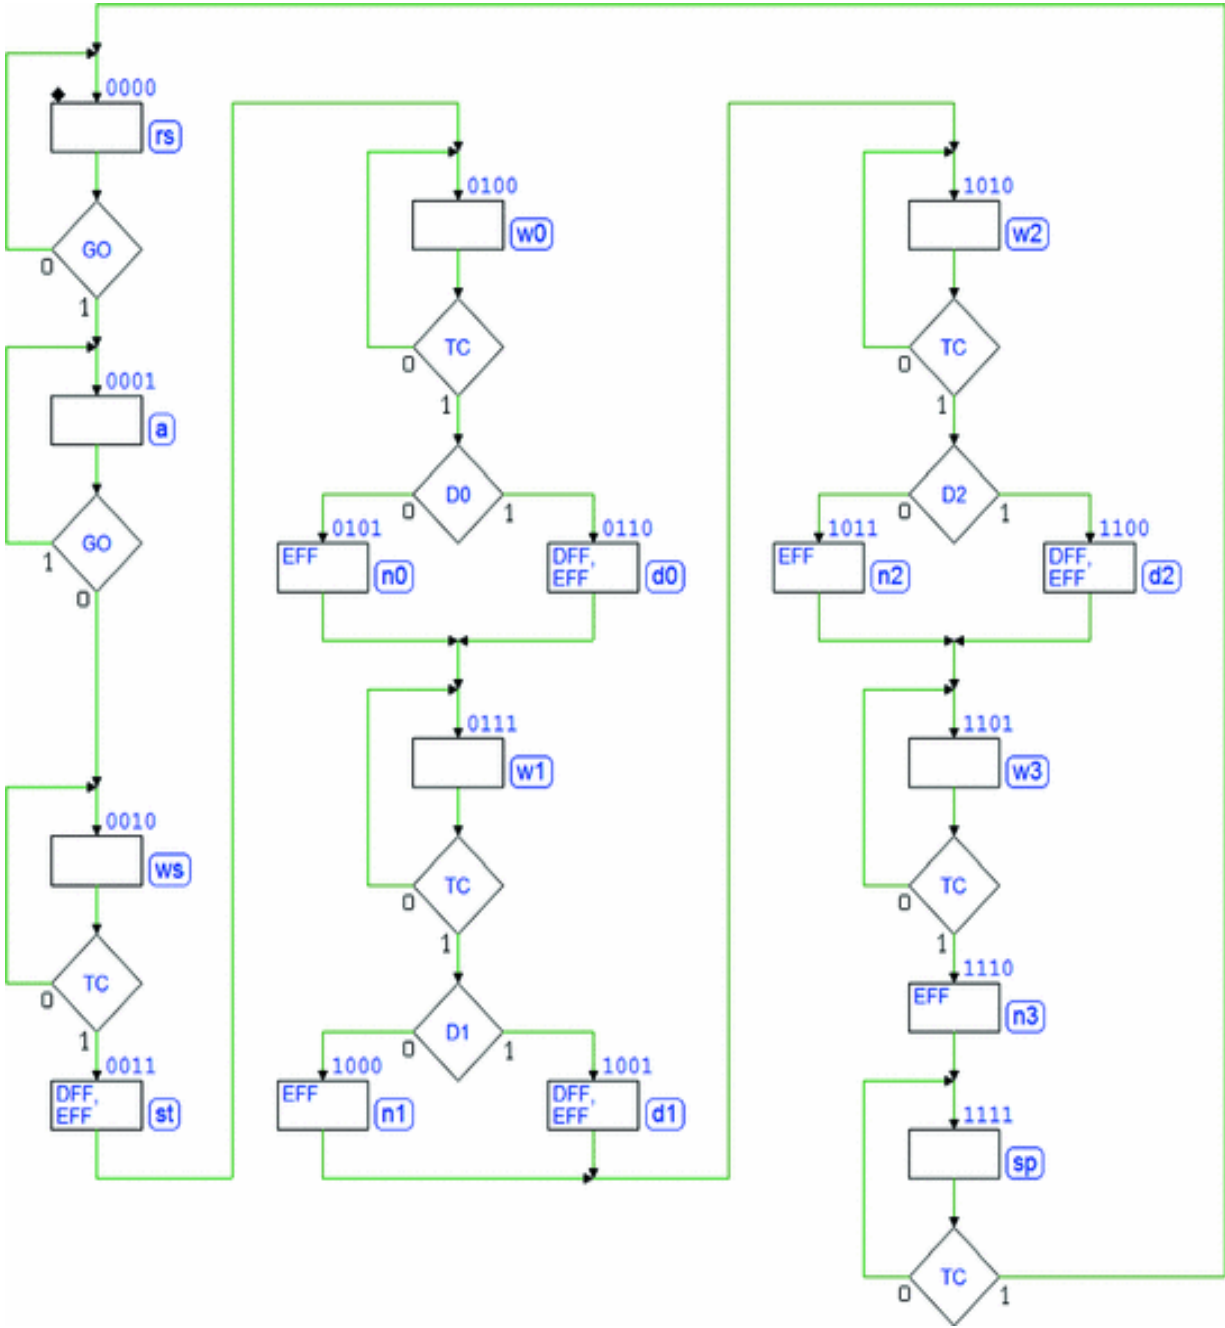 0000
rs
GO
0
1
0001
a
GO
1
0
0010
ws
TC
0
1
0011
DFF,
EFF
st
0100
w0
TC
0
1
D0
0
1
0101
EFF
n0
0110
DFF,
EFF
d0
0111
w1
TC
0
1
D1
0
1
1000
EFF
n1
1001
DFF,
EFF
d1
1010
w2
TC
0
1
D2
0
1
1011
EFF
n2
1100
DFF,
EFF
d2
1101
w3
TC
0
1
1110
EFF
n3
1111
sp
TC
0
1